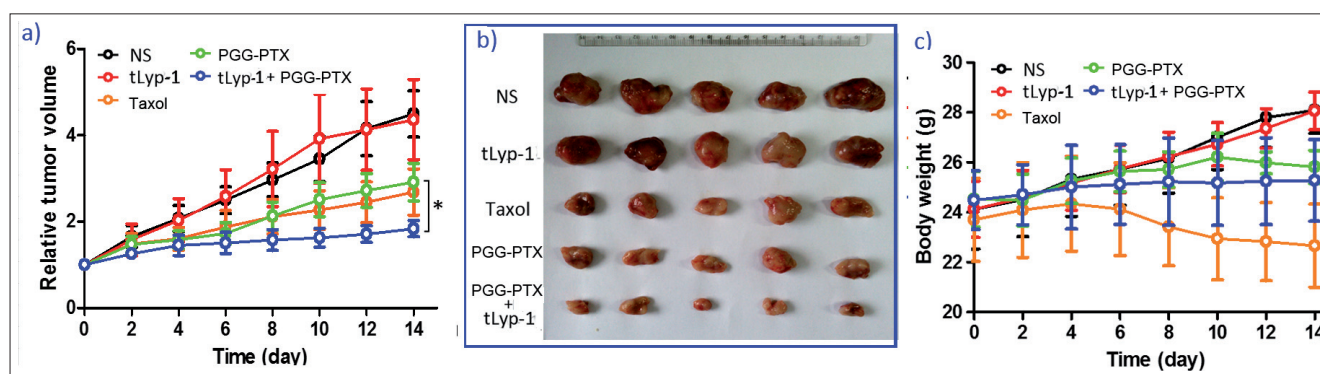 a)
Relative tumor volume
6
4
2
0
NS
tLyp-1
Taxol
PGG-PTX
tLyp-1 + PGG-PTX
*
0 2 4 6 8 10 12 14
Time (day)
b)
NS
tLyp-1
Taxol
PGG-PTX
PGG-PTX
+
tLyp-1
c)
Body weight (g)
30
28
26
24
22
20
NS
tLyp-1
Taxol
PGG-PTX
tLyp-1 + PGG-PTX
0 2 4 6 8 10 12 14
Time (day)